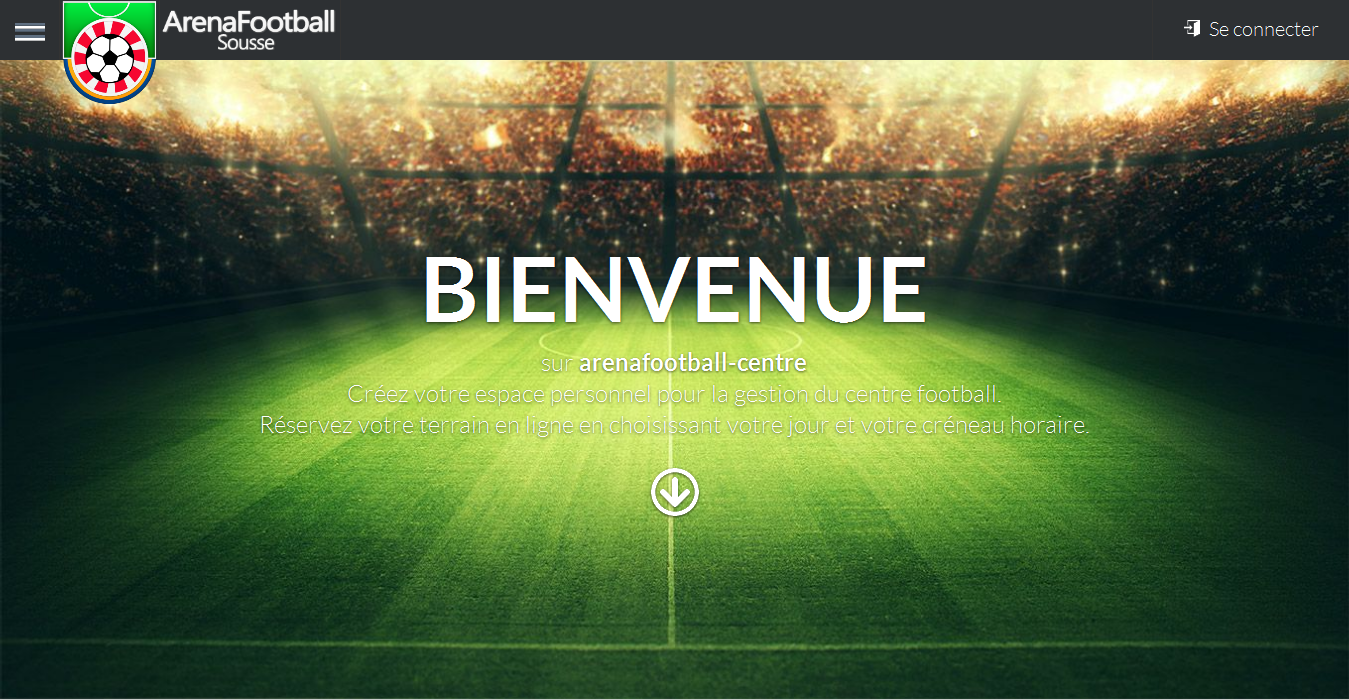 ArenaFootball
Sousse
Se connecter
BIENVENUE
sur arenafootball-centre
Créez votre espace personnel pour la gestion du centre football.
Réservez votre terrain en ligne en choisissant votre jour et votre créneau horaire.